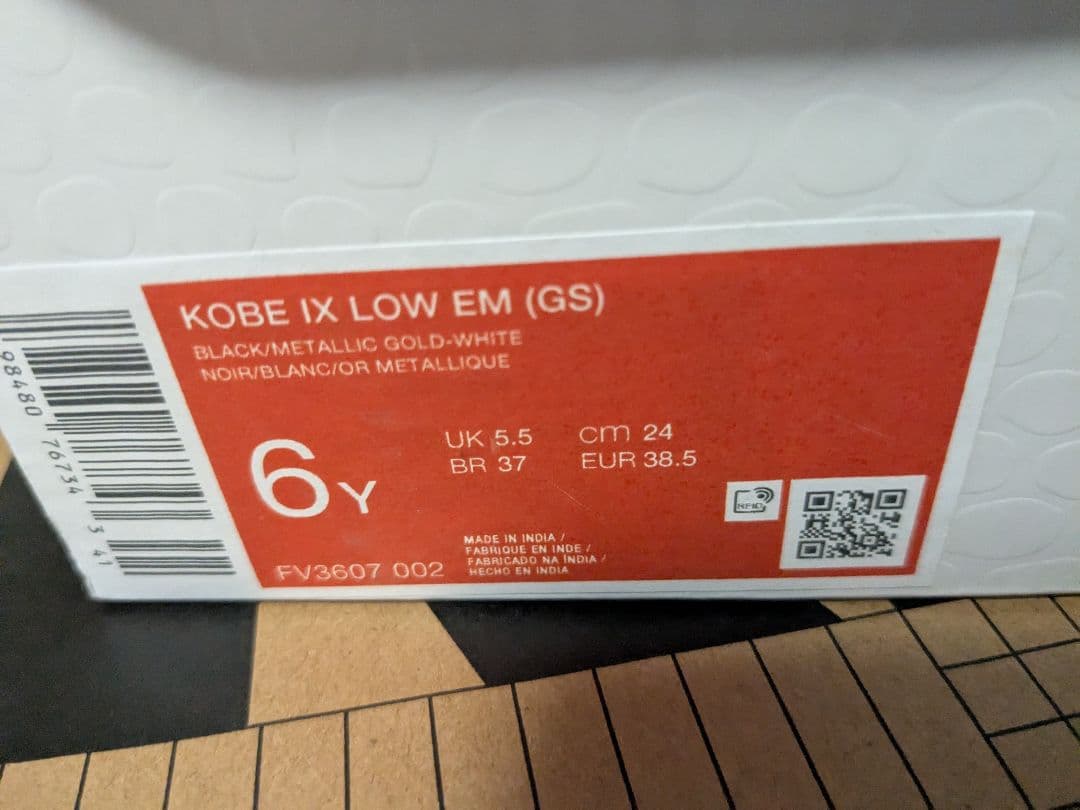 KOBE IX LOW EM (GS)
BLACK/METALLIC GOLD-WHITE
NOIR/BLANC/OR METALLIQUE
6Y
UK 5.5 cm 24
BR 37 EUR 38.5
RFID
MADE IN INDIA /
FABRIQUE EN INDE /
FABRICADO NA INDIA /
HECHO EN INDIA
FV3607 002
98480 76734 3 41